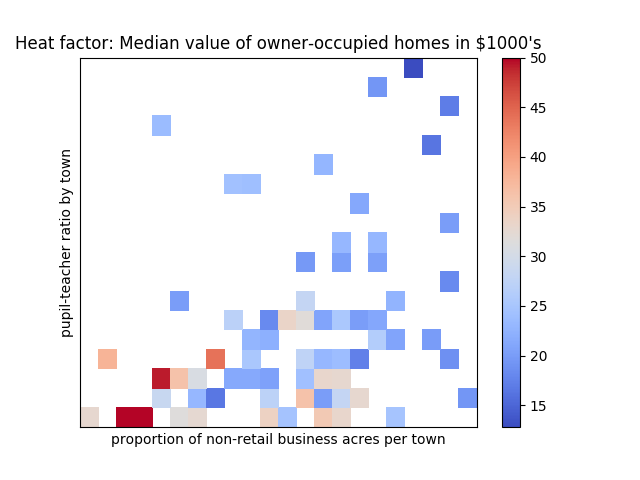 Heat factor: Median value of owner-occupied homes in $1000's
pupil-teacher ratio by town
proportion of non-retail business acres per town
50
45
40
35
30
25
20
15